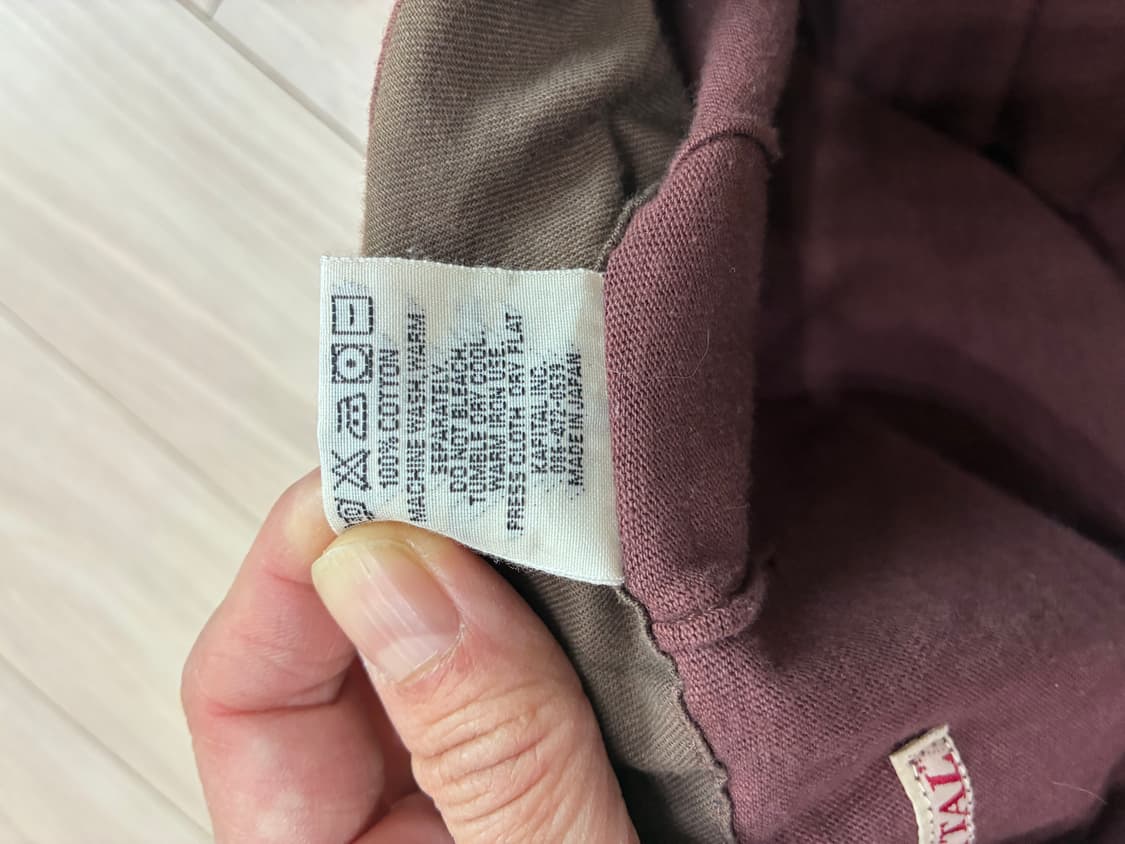 100% COTTON
MACHINE WASH WARM
SEPARATELY.
DO NOT BLEACH
TUMBLE DRY COOL.
WARM IRON USE
PRESS CLOTH DRY FLAT
KAPITAL INC.
MADE IN JAPAN
TAL